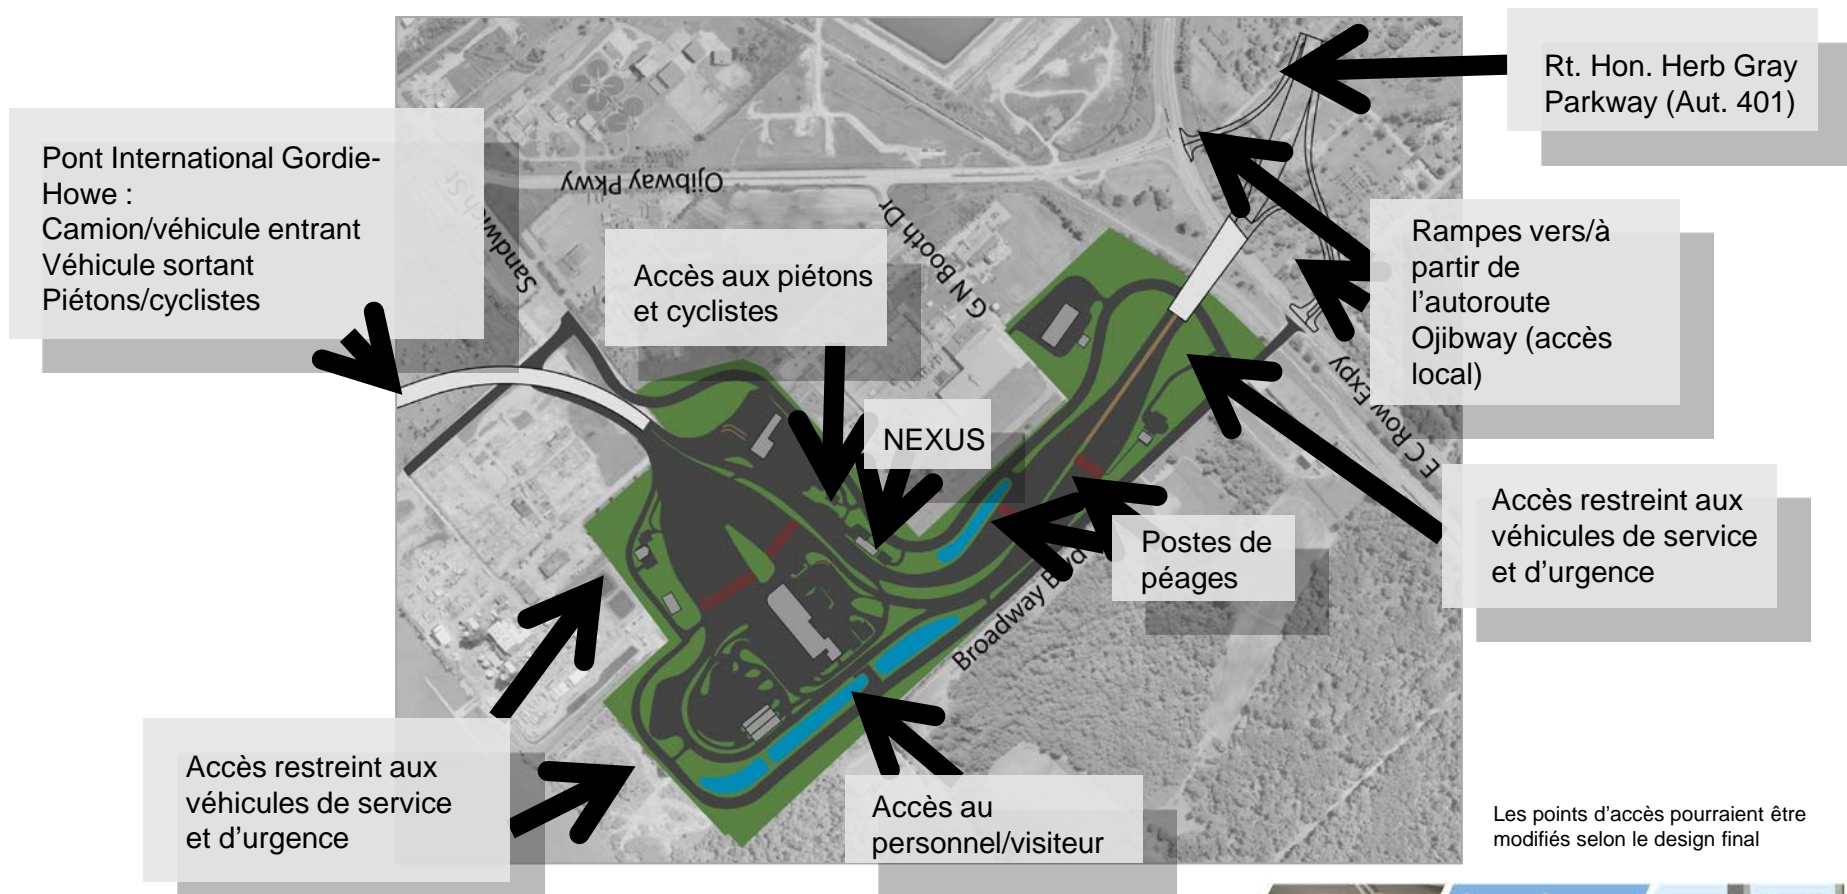 Rt. Hon. Herb Gray
Parkway (Aut. 401)
Pont International Gordie-
Howe :
Camion/véhicule entrant
Véhicule sortant
Piétons/cyclistes
Ojibway Pkwy
Sandwich St
G N Booth Dr
Accès aux piétons
et cyclistes
Rampes vers/à
partir de
l’autoroute
Ojibway (accès
local)
E C Row Expy
NEXUS
Accès restreint aux
véhicules de service
et d’urgence
Postes de
péages
Broadway Blvd
Accès restreint aux
véhicules de service
et d’urgence
Accès au
personnel/visiteur
Les points d’accès pourraient être
modifiés selon le design final